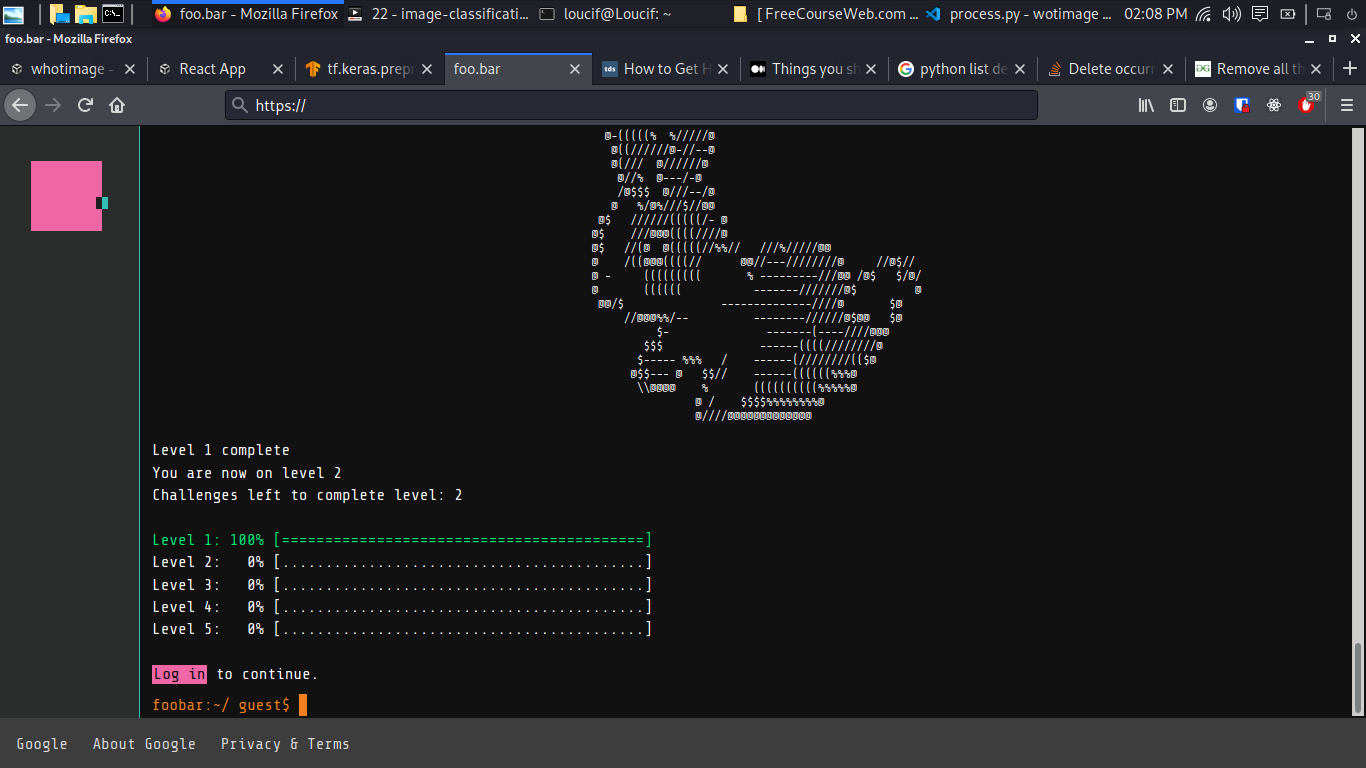 foo.bar - Mozilla Firefox
22 - image-classificati...
loucif@Loucif: ~
[ FreeCourseWeb.com ...
process.py - wotimage ...
02:08 PM
foo.bar - Mozilla Firefox
whotimage -
React App
tf.keras.prepr
foo.bar
tds
How to Get H
Things you sh
python list de
Delete occurr
Remove all th
https://
30
@-(((((% %/////@
@((//////@-//--@
@(/// @//////@
@//% @---/-@
/@$$$ @///--/@
@ %/@%///$//@@
@$ //////(((((/- @
@$ ///@@@((((////@
@$ //(@ @(((((//%%// ///%/////@@
@ /((@@@((((// @@//---////////@ //@$//
@ - ((((((((( % ---------///@@ /@$ $/@/
@ (((((( -------///////@$ @
@@/$ --------------////@ $@
//@@@%%/-- --------//////@$@@ $@
$- -------(----////@@@
$$$ ------((((////////@
$----- %%% / ------(////////(($@
@$$--- @ $$// ------((((((%%%@
\\@@@@ % ((((((((((%%%%%@
@ / $$$$%%%%%%%%@
@////@@@@@@@@@@@@@
Level 1 complete
You are now on level 2
Challenges left to complete level: 2
Level 1: 100% [==========================================]
Level 2: 0% [..........................................]
Level 3: 0% [..........................................]
Level 4: 0% [..........................................]
Level 5: 0% [..........................................]
Log in to continue.
foobar:~/ guest$
Google About Google Privacy & Terms